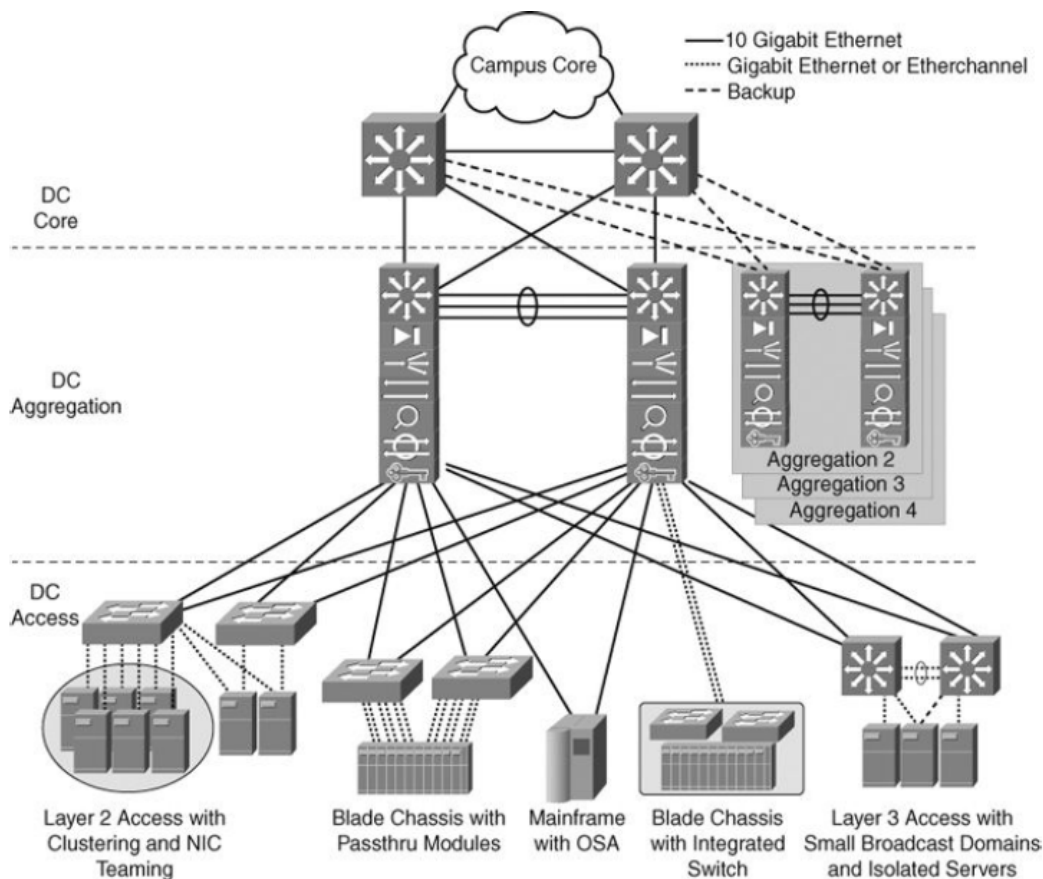 Campus Core
10 Gigabit Ethernet
Gigabit Ethernet or Etherchannel
Backup
DC
Core
DC
Aggregation
Aggregation 2
Aggregation 3
Aggregation 4
DC
Access
Layer 2 Access with
Clustering and NIC
Teaming
Blade Chassis with
Passthru Modules
Mainframe
with OSA
Blade Chassis
with Integrated
Switch
Layer 3 Access with
Small Broadcast Domains
and Isolated Servers